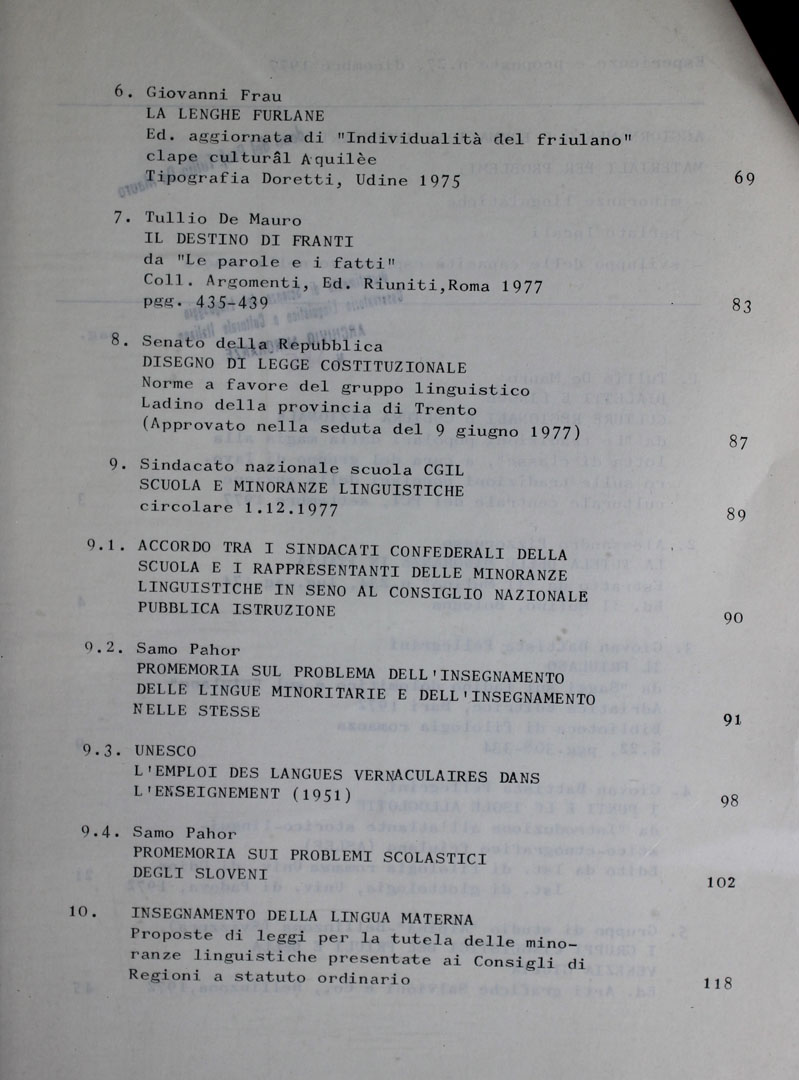 6. Giovanni Frau
LA LENGHE FURLANE
Ed. aggiornata di "Individualità del friulano"
clape culturâl Aquilèe
Tipografia Doretti, Udine 1975 69
7. Tullio De Mauro
IL DESTINO DI FRANTI
da "Le parole e i fatti"
Coll. Argomenti, Ed. Riuniti,Roma 1977
pgg. 435-439 83
8. Senato della Repubblica
DISEGNO DI LEGGE COSTITUZIONALE
Norme a favore del gruppo linguistico
Ladino della provincia di Trento
(Approvato nella seduta del 9 giugno 1977) 87
9. Sindacato nazionale scuola CGIL
SCUOLA E MINORANZE LINGUISTICHE
circolare 1.12.1977 89
9.1. ACCORDO TRA I SINDACATI CONFEDERALI DELLA
SCUOLA E I RAPPRESENTANTI DELLE MINORANZE
LINGUISTICHE IN SENO AL CONSIGLIO NAZIONALE
PUBBLICA ISTRUZIONE 90
9.2. Samo Pahor
PROMEMORIA SUL PROBLEMA DELL'INSEGNAMENTO
DELLE LINGUE MINORITARIE E DELL'INSEGNAMENTO
NELLE STESSE 91
9.3. UNESCO
L'EMPLOI DES LANGUES VERNACULAIRES DANS
L'ENSEIGNEMENT (1951) 98
9.4. Samo Pahor
PROMEMORIA SUI PROBLEMI SCOLASTICI
DEGLI SLOVENI 102
10. INSEGNAMENTO DELLA LINGUA MATERNA
Proposte di leggi per la tutela delle mino-
ranze linguistiche presentate ai Consigli di
Regioni a statuto ordinario 118